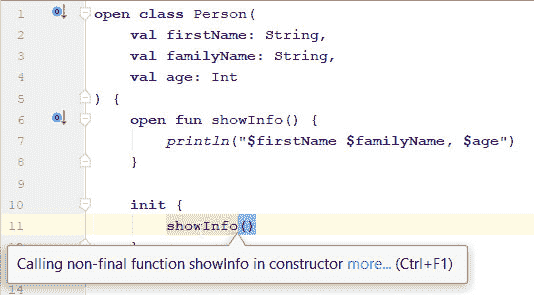 1 open class Person(
2 val firstName: String,
3 val familyName: String,
4 val age: Int
5 ) {
6 open fun showInfo() {
7 println("$firstName $familyName, $age")
8 }
9
10 init {
11 showInfo()
Calling non-final function showInfo in constructor more... (Ctrl+F1)
14